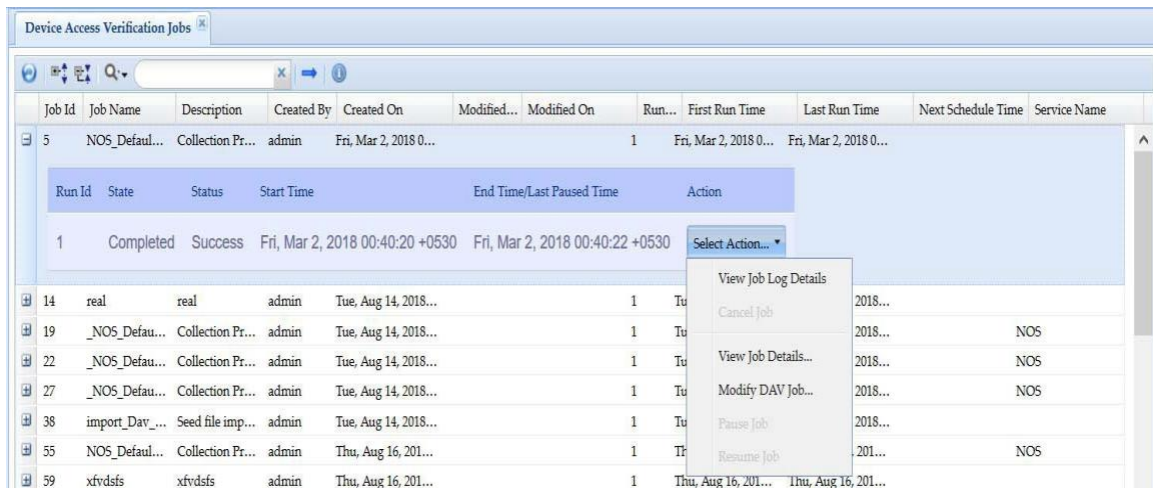 Device Access Verification Jobs
Job Id Job Name Description Created By Created On Modified... Modified On Run... First Run Time Last Run Time Next Schedule Time Service Name
5 NOS_Defaul... Collection Pr... admin Fri, Mar 2, 2018 0... 1 Fri, Mar 2, 2018 0... Fri, Mar 2, 2018 0...
Run Id State Status Start Time End Time/Last Paused Time Action
1 Completed Success Fri, Mar 2, 2018 00:40:20 +0530 Fri, Mar 2, 2018 00:40:22 +0530 Select Action...
View Job Log Details
14 real real admin Tue, Aug 14, 2018... 1 Tu 2018...
Cancel Job
19 _NOS_Defau... Collection Pr... admin Tue, Aug 14, 2018... 1 Tu 2018... NOS
22 _NOS_Defau... Collection Pr... admin Tue, Aug 14, 2018... 1 Tu View Job Details... 2018... NOS
27 _NOS_Defau... Collection Pr... admin Tue, Aug 14, 2018... 1 Tu Modify DAV Job... 2018... NOS
38 import_Dav_... Seed file imp... admin Tue, Aug 14, 2018... 1 Tu Pause Job 2018...
55 NOS_Defaul... Collection Pr... admin Thu, Aug 16, 201... 1 Th Resume Job 201... NOS
59 xfvdsfs xfvdsfs admin Thu, Aug 16, 201... 1 Thu, Aug 16, 201... Thu, Aug 16, 201...